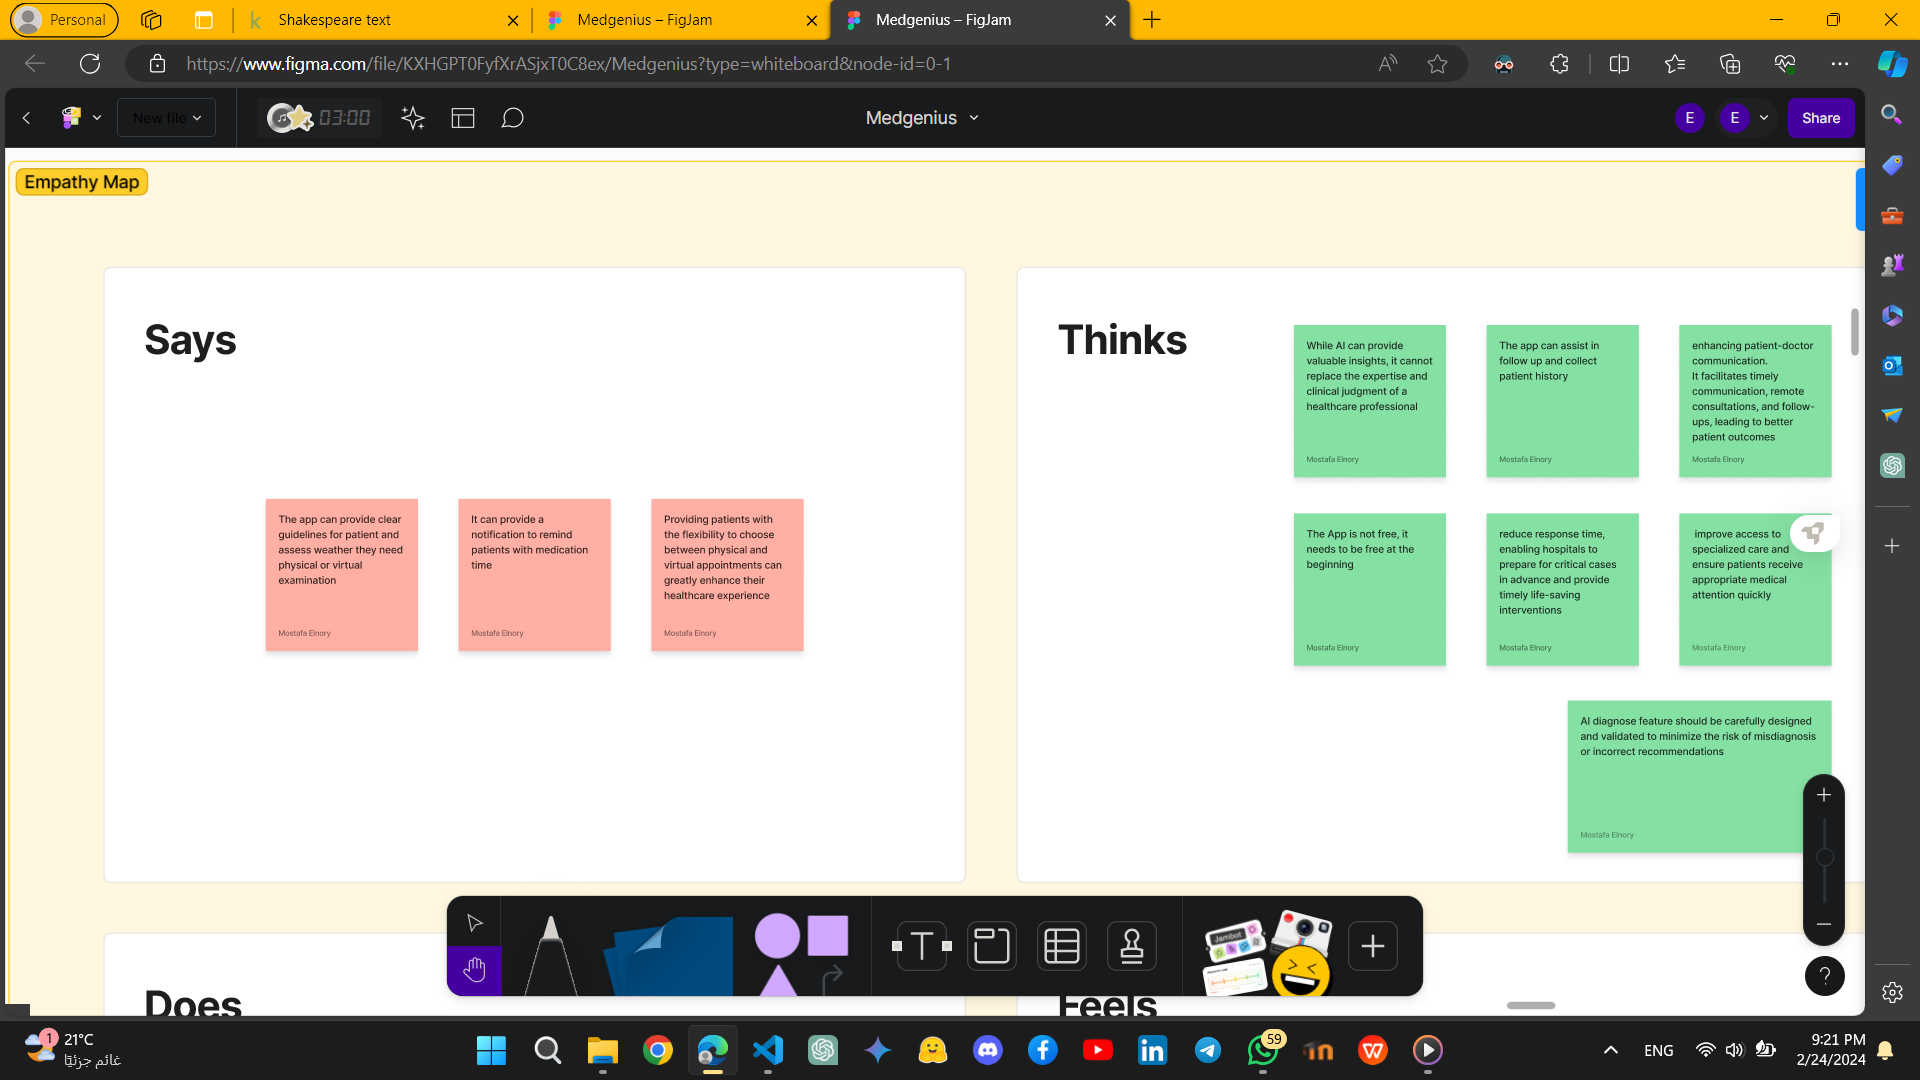 Personal
Shakespeare text
Medgenius – FigJam
Medgenius – FigJam
https://www.figma.com/file/KXHGPT0FyfXrASjxT0C8ex/Medgenius?type=whiteboard&node-id=0-1
New file
03:00
Medgenius
E
E
Share
Empathy Map
Says
The app can provide clear
guidelines for patient and
assess weather they need
physical or virtual
examination
Mostafa Elnory
It can provide a
notification to remind
patients with medication
time
Mostafa Elnory
Providing patients with
the flexibility to choose
between physical and
virtual appointments can
greatly enhance their
healthcare experience
Mostafa Elnory
Thinks
While AI can provide
valuable insights, it cannot
replace the expertise and
clinical judgment of a
healthcare professional
Mostafa Elnory
The app can assist in
follow up and collect
patient history
Mostafa Elnory
enhancing patient-doctor
communication.
It facilitates timely
communication, remote
consultations, and follow-
ups, leading to better
patient outcomes
Mostafa Elnory
The App is not free, it
needs to be free at the
beginning
Mostafa Elnory
reduce response time,
enabling hospitals to
prepare for critical cases
in advance and provide
timely life-saving
interventions
Mostafa Elnory
improve access to
specialized care and
ensure patients receive
appropriate medical
attention quickly
Mostafa Elnory
AI diagnose feature should be carefully designed
and validated to minimize the risk of misdiagnosis
or incorrect recommendations
Mostafa Elnory
Does
Feels
Jambot
T
?
1
21°C
غائم جزئيًا
59
ENG
9:21 PM
2/24/2024